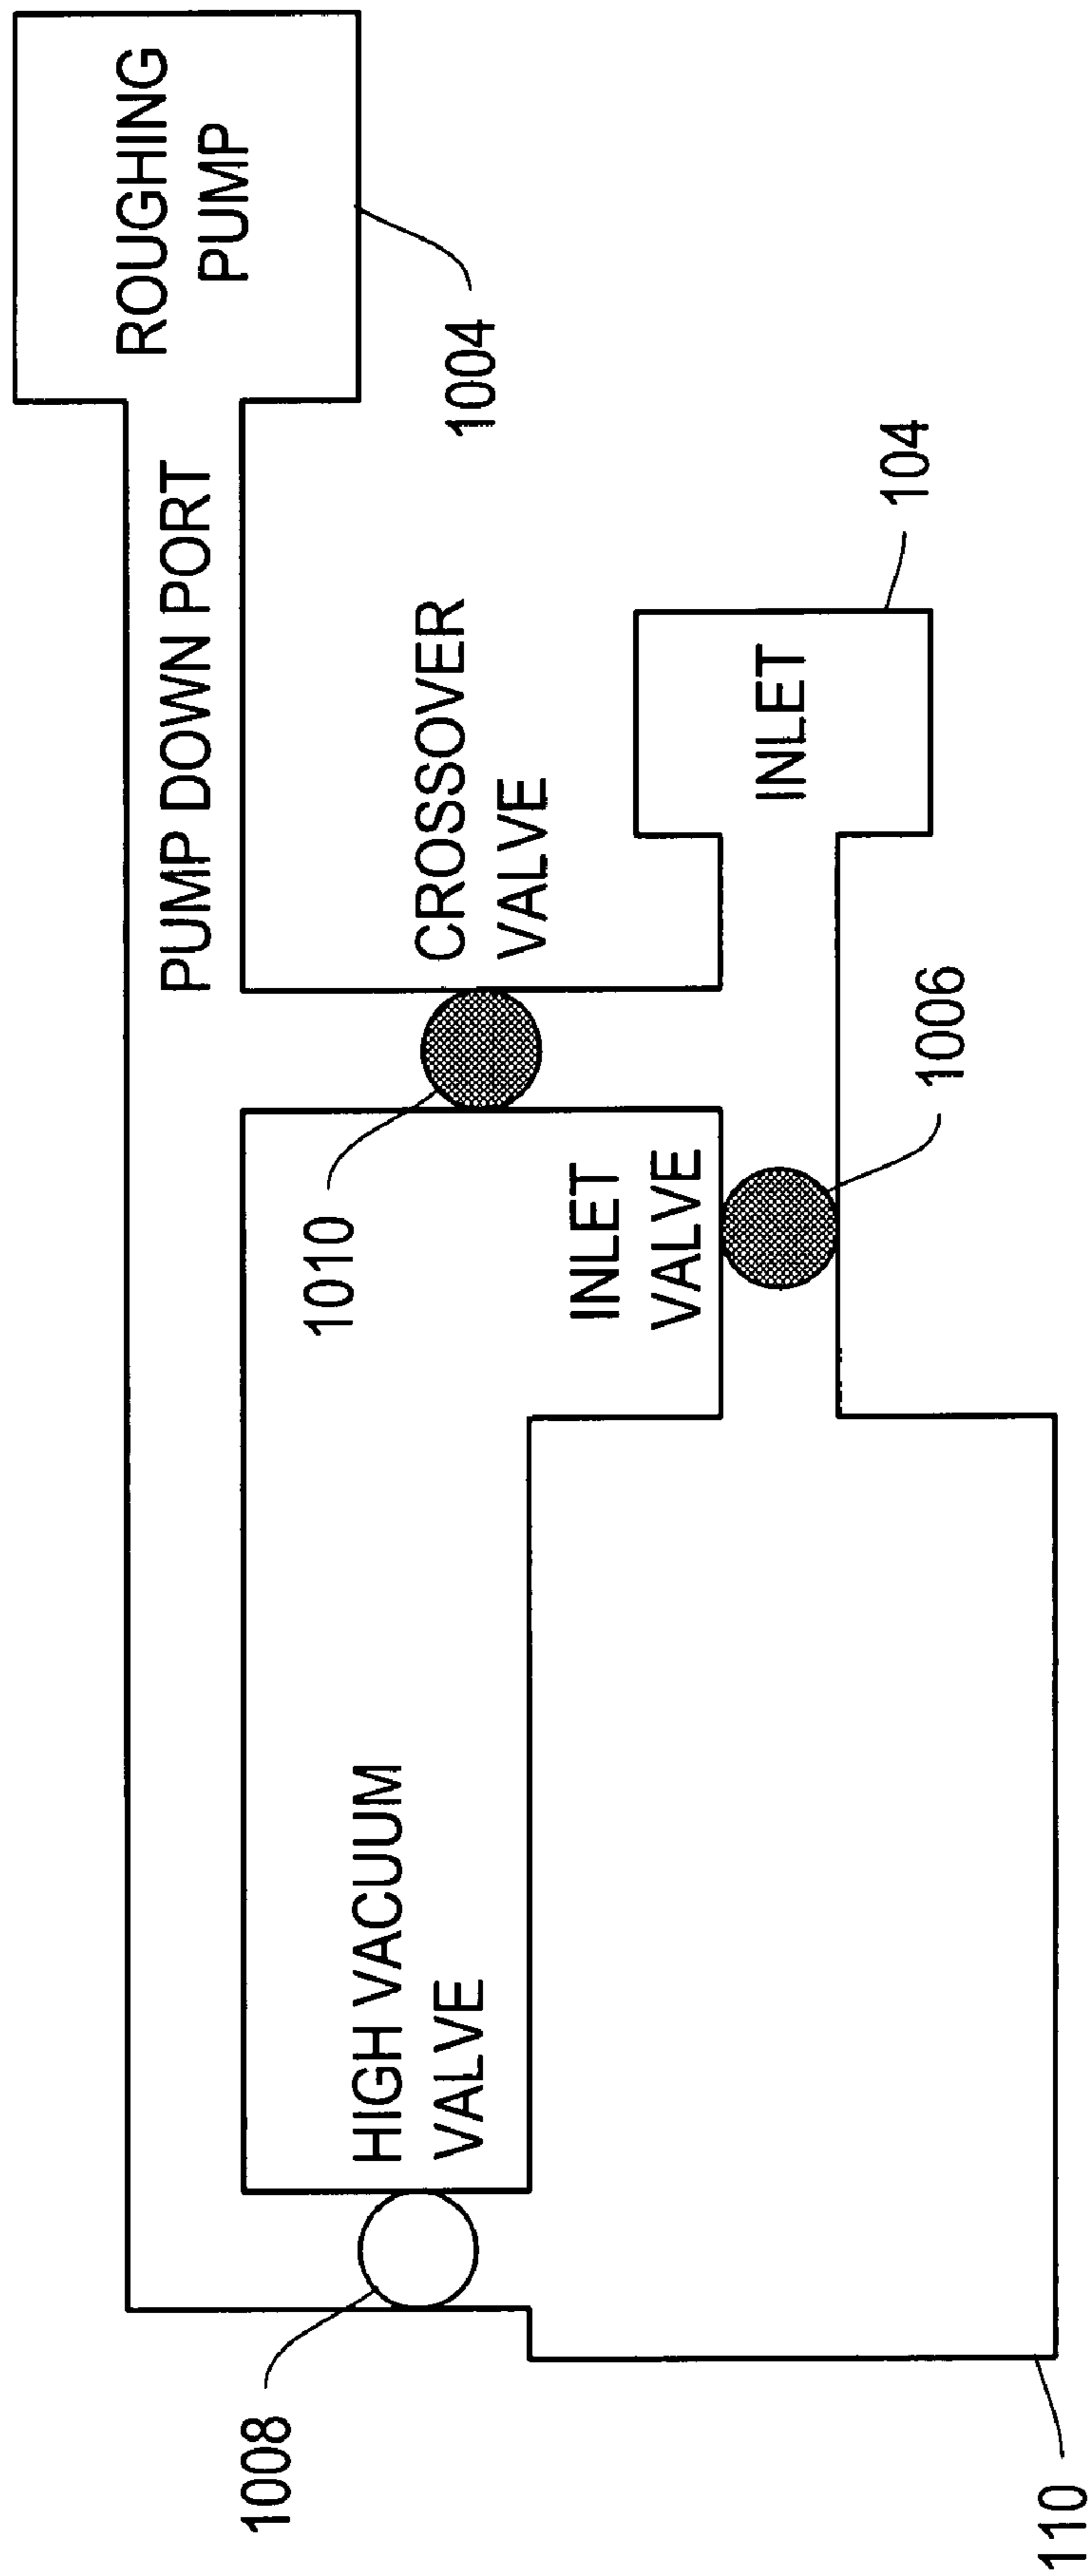 ROUGHING
PUMP
1004
PUMP DOWN PORT
CROSSOVER
VALVE
1010
INLET
104
INLET
VALVE
1006
HIGH VACUUM
VALVE
1008
110